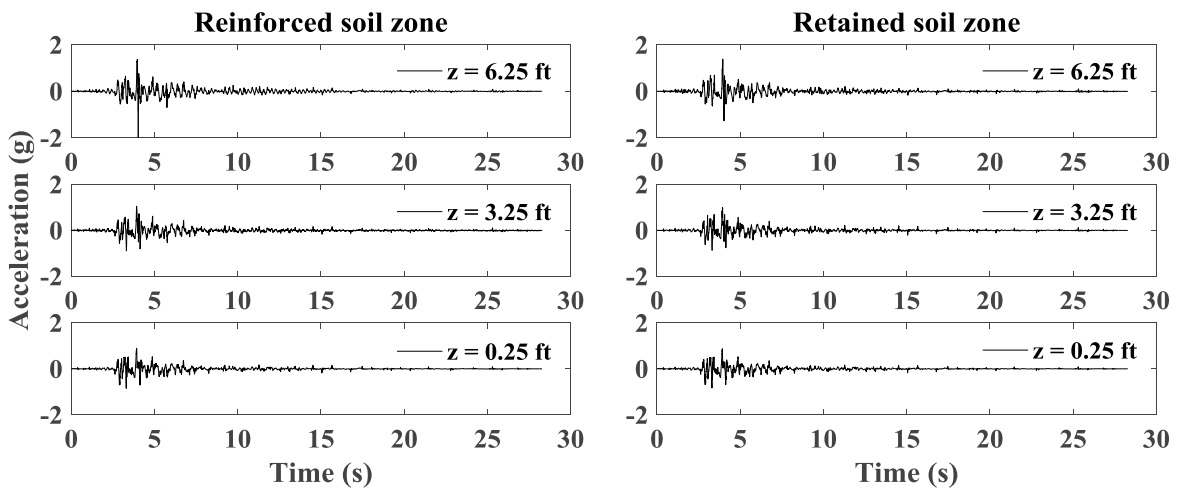 Reinforced soil zone
Retained soil zone
Acceleration (g)
2
0
-2
z = 6.25 ft
0 5 10 15 20 25 30
2
0
-2
z = 6.25 ft
0 5 10 15 20 25 30
2
0
-2
z = 3.25 ft
0 5 10 15 20 25 30
2
0
-2
z = 3.25 ft
0 5 10 15 20 25 30
2
0
-2
z = 0.25 ft
0 5 10 15 20 25 30
2
0
-2
z = 0.25 ft
0 5 10 15 20 25 30
Time (s)
Time (s)